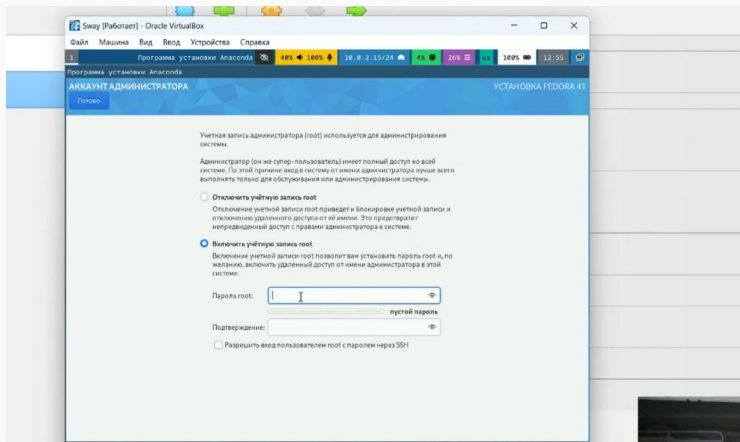 Sway [Работает] - Oracle VirtualBox
Файл Машина Вид Ввод Устройства Справка
1 Программа установки Anaconda 40% 100% 10.0.2.15/24 4% 26% us 100% 12:55
Программа установки Anaconda
АККАУНТ АДМИНИСТРАТОРА УСТАНОВКА FEDORA 41
Готово
Учетная запись администратора (root) используется для администрирования
системы.
Администратор (он же супер-пользователь) имеет полный доступ ко всей
системе. По этой причине вход в систему от имени администратора лучше всего
выполнять только для обслуживания или администрирования системы.
Отключить учётную запись root
Отключение учетной записи root приведет к блокировке учетной записи и
отключению удаленного доступа от её имени. Это предотвратит
непредвиденный доступ с правами администратора к системе.
Включить учётную запись root
Включение учетной записи root позволит вам установить пароль root и, по
желанию, включить удаленный доступ от имени администратора в этой
системе.
Пароль root:
пустой пароль
Подтверждение:
Разрешить вход пользователем root с паролем через SSH